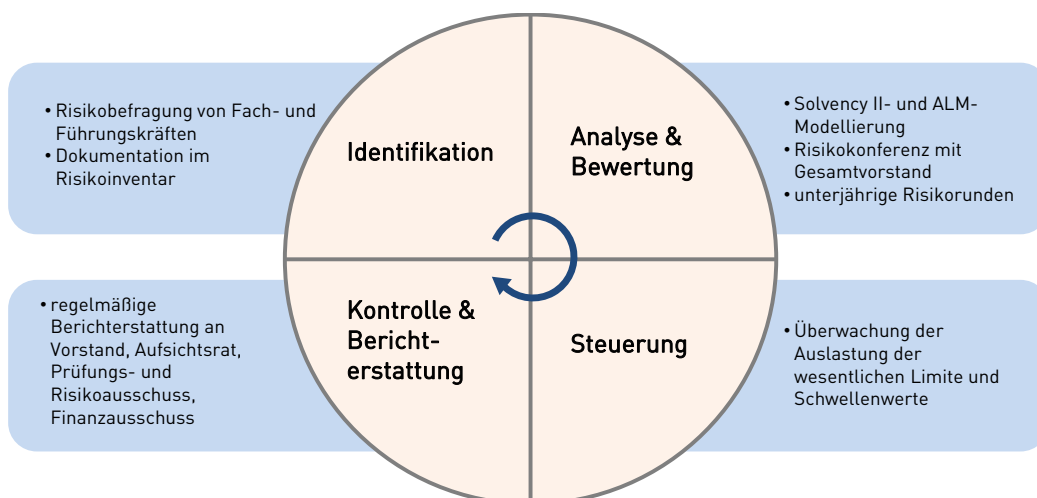 • Risikobefragung von Fach- und
Führungskräften
• Dokumentation im
Risikoinventar
Identifikation
Analyse &
Bewertung
• Solvency II- und ALM-
Modellierung
• Risikokonferenz mit
Gesamtvorstand
• unterjährige Risikorunden
• regelmäßige
Berichterstattung an
Vorstand, Aufsichtsrat,
Prüfungs- und
Risikoausschuss,
Finanzausschuss
Kontrolle &
Bericht-
erstattung
Steuerung
• Überwachung der
Auslastung der
wesentlichen Limite und
Schwellenwerte